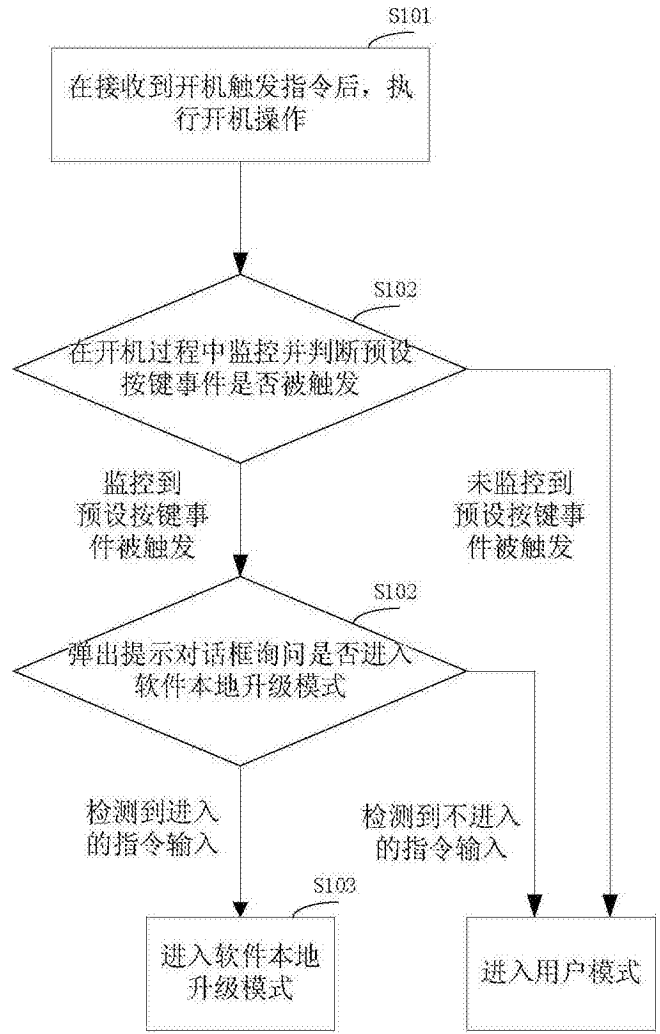 S101
在接收到开机触发指令后，执
行开机操作
S102
在开机过程中监控并判断预设
按键事件是否被触发
监控到
预设按键事
件被触发
未监控到
预设按键事
件被触发
S102
弹出提示对话框询问是否进入
软件本地升级模式
检测到进入
的指令输入
检测到不进入
的指令输入
S103
进入软件本地
升级模式
进入用户模式